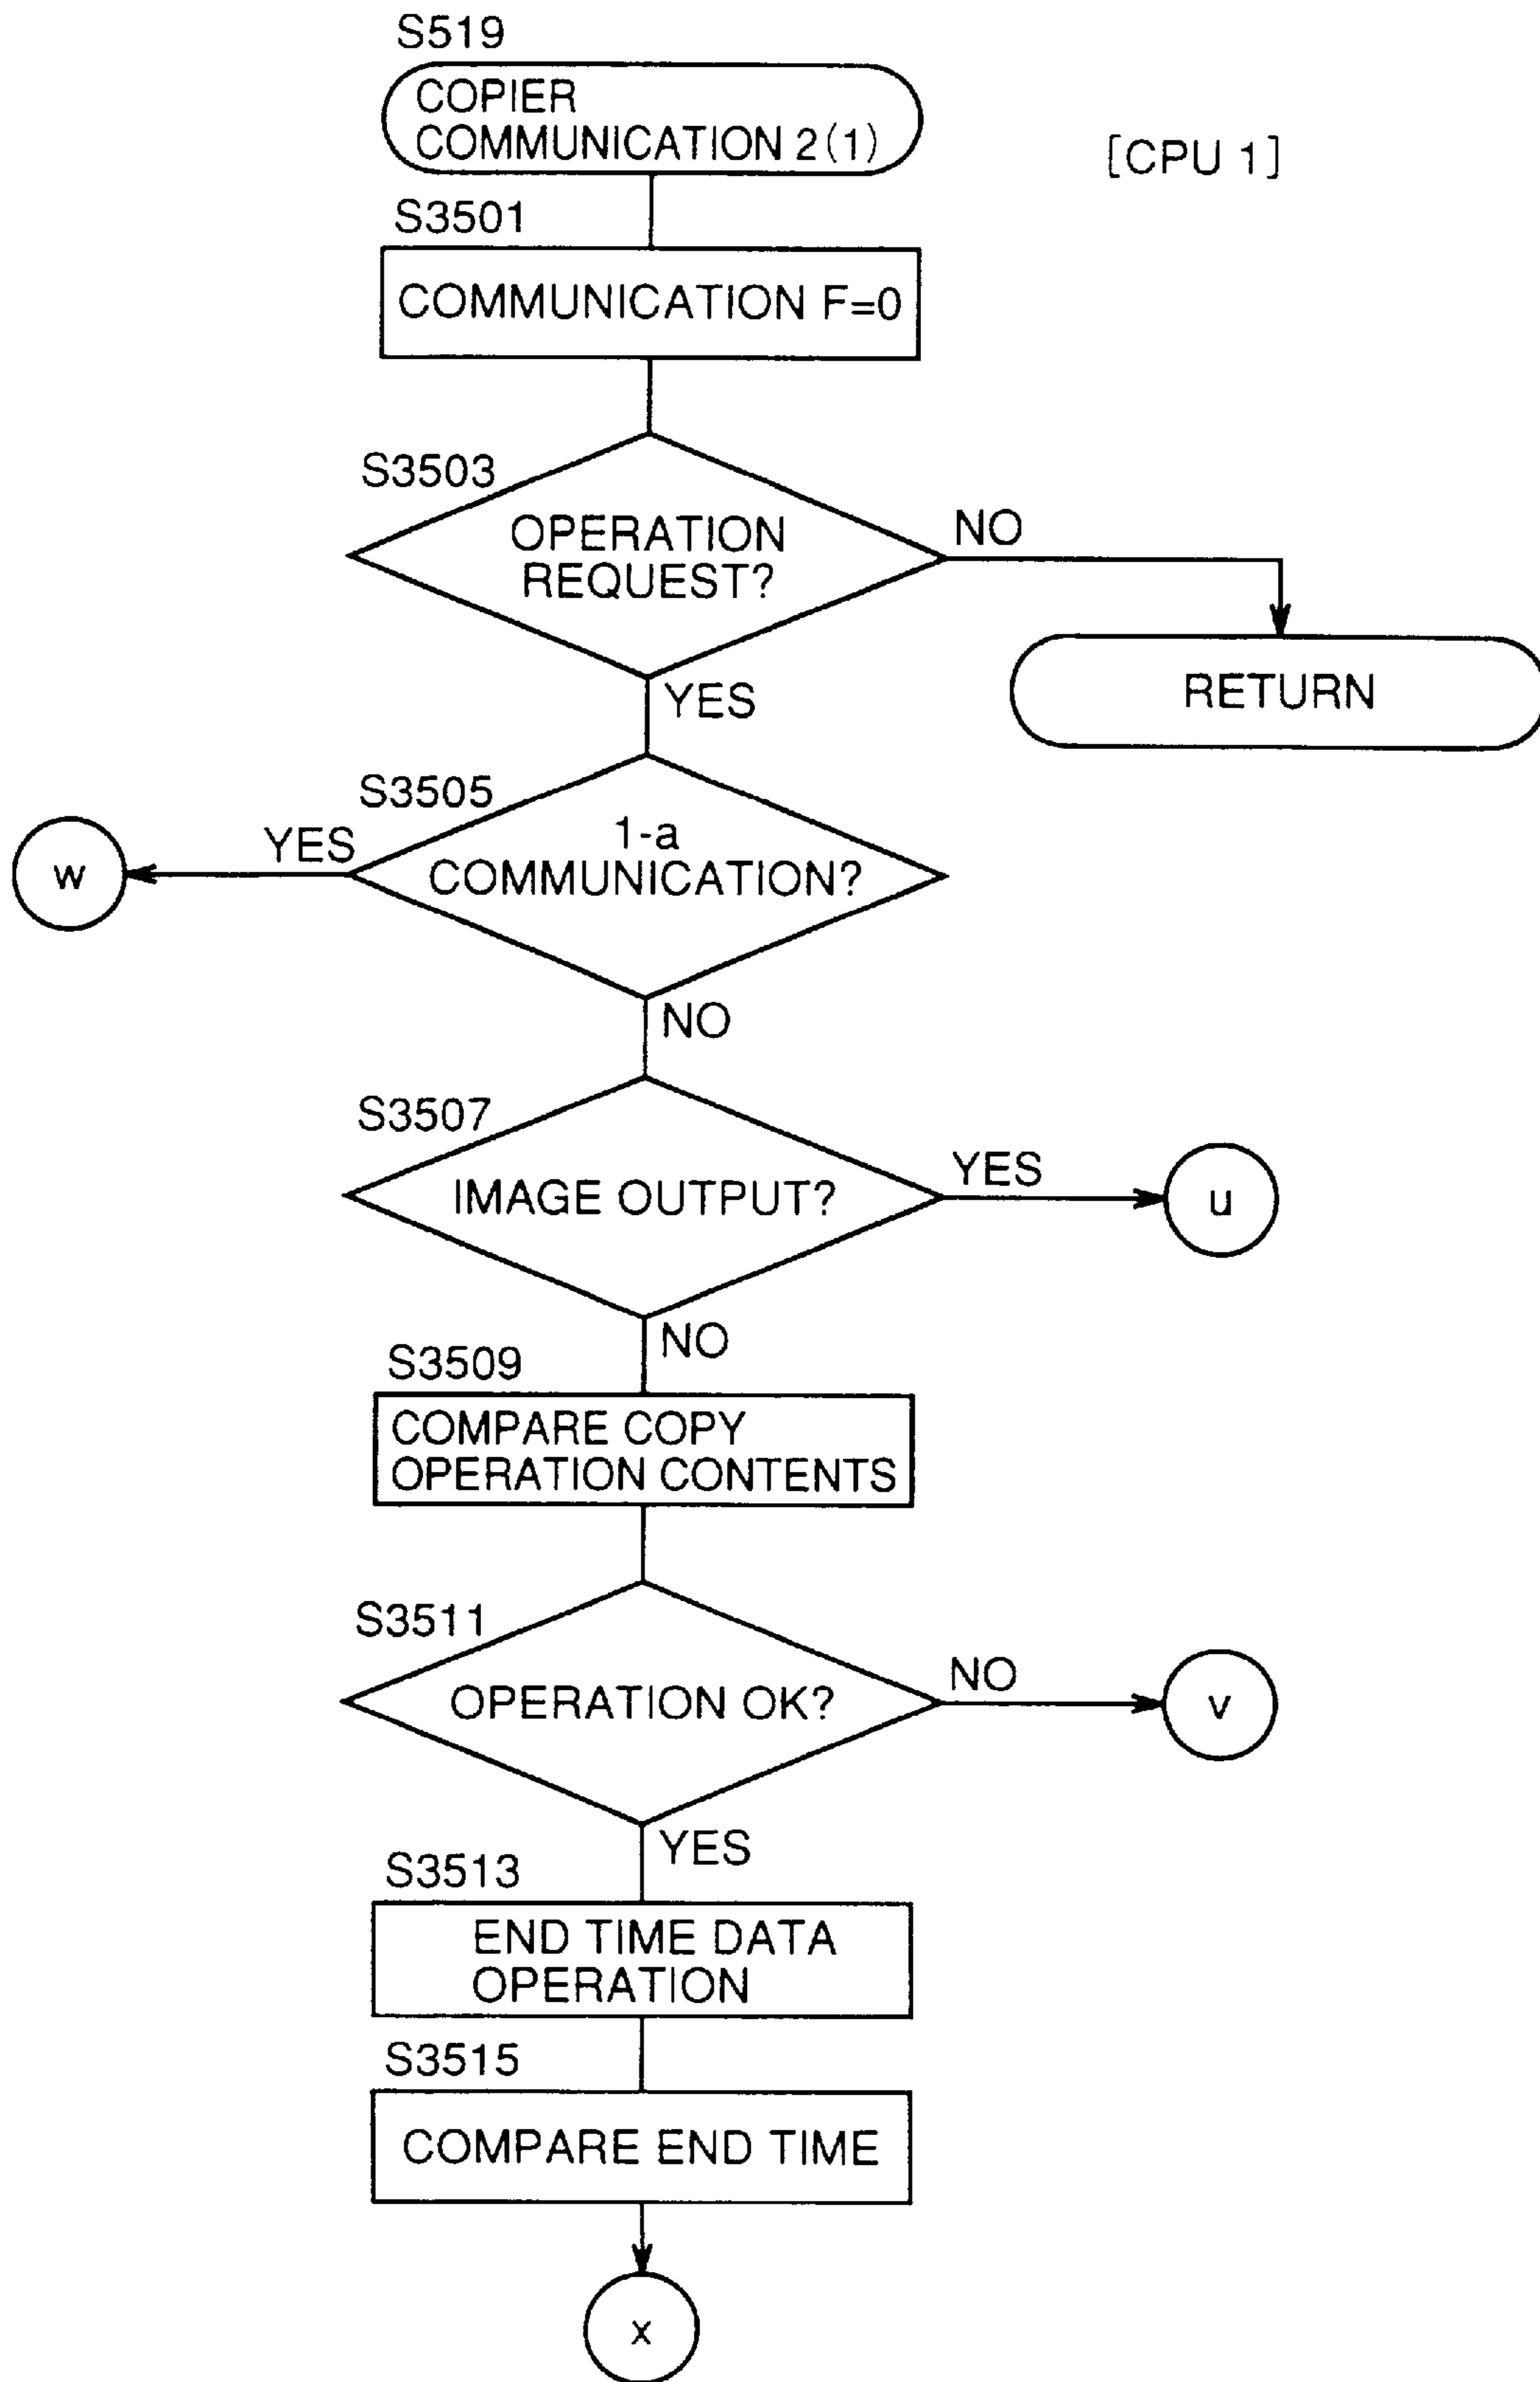 S519
COPIER
COMMUNICATION 2(1)
[CPU 1]
S3501
COMMUNICATION F=0
S3503
OPERATION
REQUEST?
NO
RETURN
YES
S3505
1-a
COMMUNICATION?
YES
w
NO
S3507
IMAGE OUTPUT?
YES
u
NO
S3509
COMPARE COPY
OPERATION CONTENTS
S3511
OPERATION OK?
NO
v
YES
S3513
END TIME DATA
OPERATION
S3515
COMPARE END TIME
x